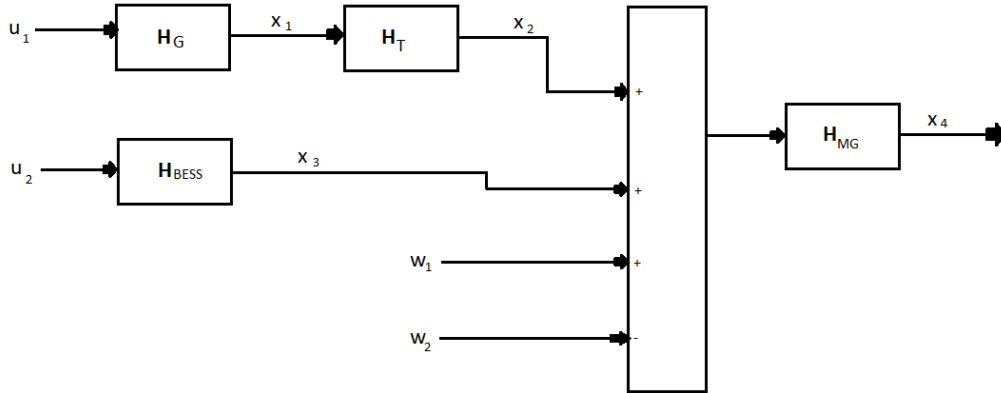 u1 HG x1 HT x2
+
HMG x4
u2 HBESS x3
+
w1 +
w2 -